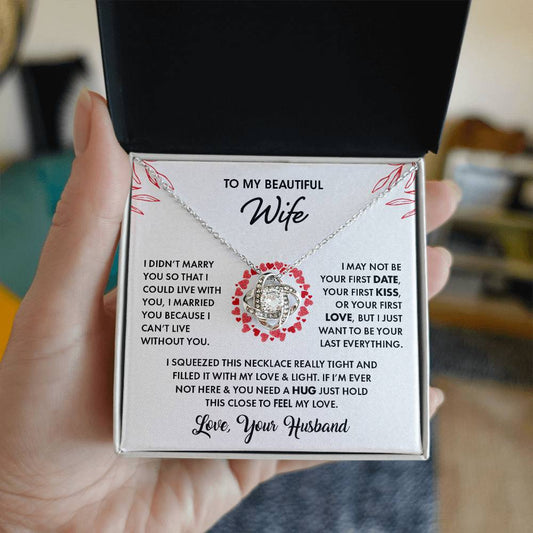 TO MY BEAUTIFUL
Wife
I DIDN'T MARRY
YOU SO THAT I
COULD LIVE WITH
YOU, I MARRIED
YOU BECAUSE I
CAN'T LIVE
WITHOUT YOU.
I MAY NOT BE
YOUR FIRST DATE,
YOUR FIRST KISS,
OR YOUR FIRST
LOVE, BUT I JUST
WANT TO BE YOUR
LAST EVERYTHING.
I SQUEEZED THIS NECKLACE REALLY TIGHT AND
FILLED IT WITH MY LOVE & LIGHT. IF I'M EVER
NOT HERE & YOU NEED A HUG JUST HOLD
THIS CLOSE TO FEEL MY LOVE.
Love, Your Husband